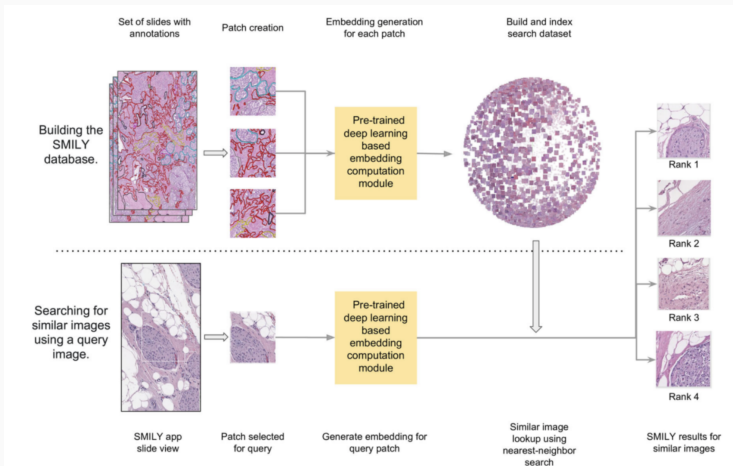 Set of slides with
annotations
Patch creation
Embedding generation
for each patch
Build and index
search dataset
Building the
SMILY
database.
Pre-trained
deep learning
based
embedding
computation
module
Rank 1
Rank 2
Rank 3
Rank 4
Searching for
similar images
using a query
image.
Pre-trained
deep learning
based
embedding
computation
module
SMILY app
slide view
Patch selected
for query
Generate embedding for
query patch
Similar image
lookup using
nearest-neighbor
search
SMILY results for
similar images